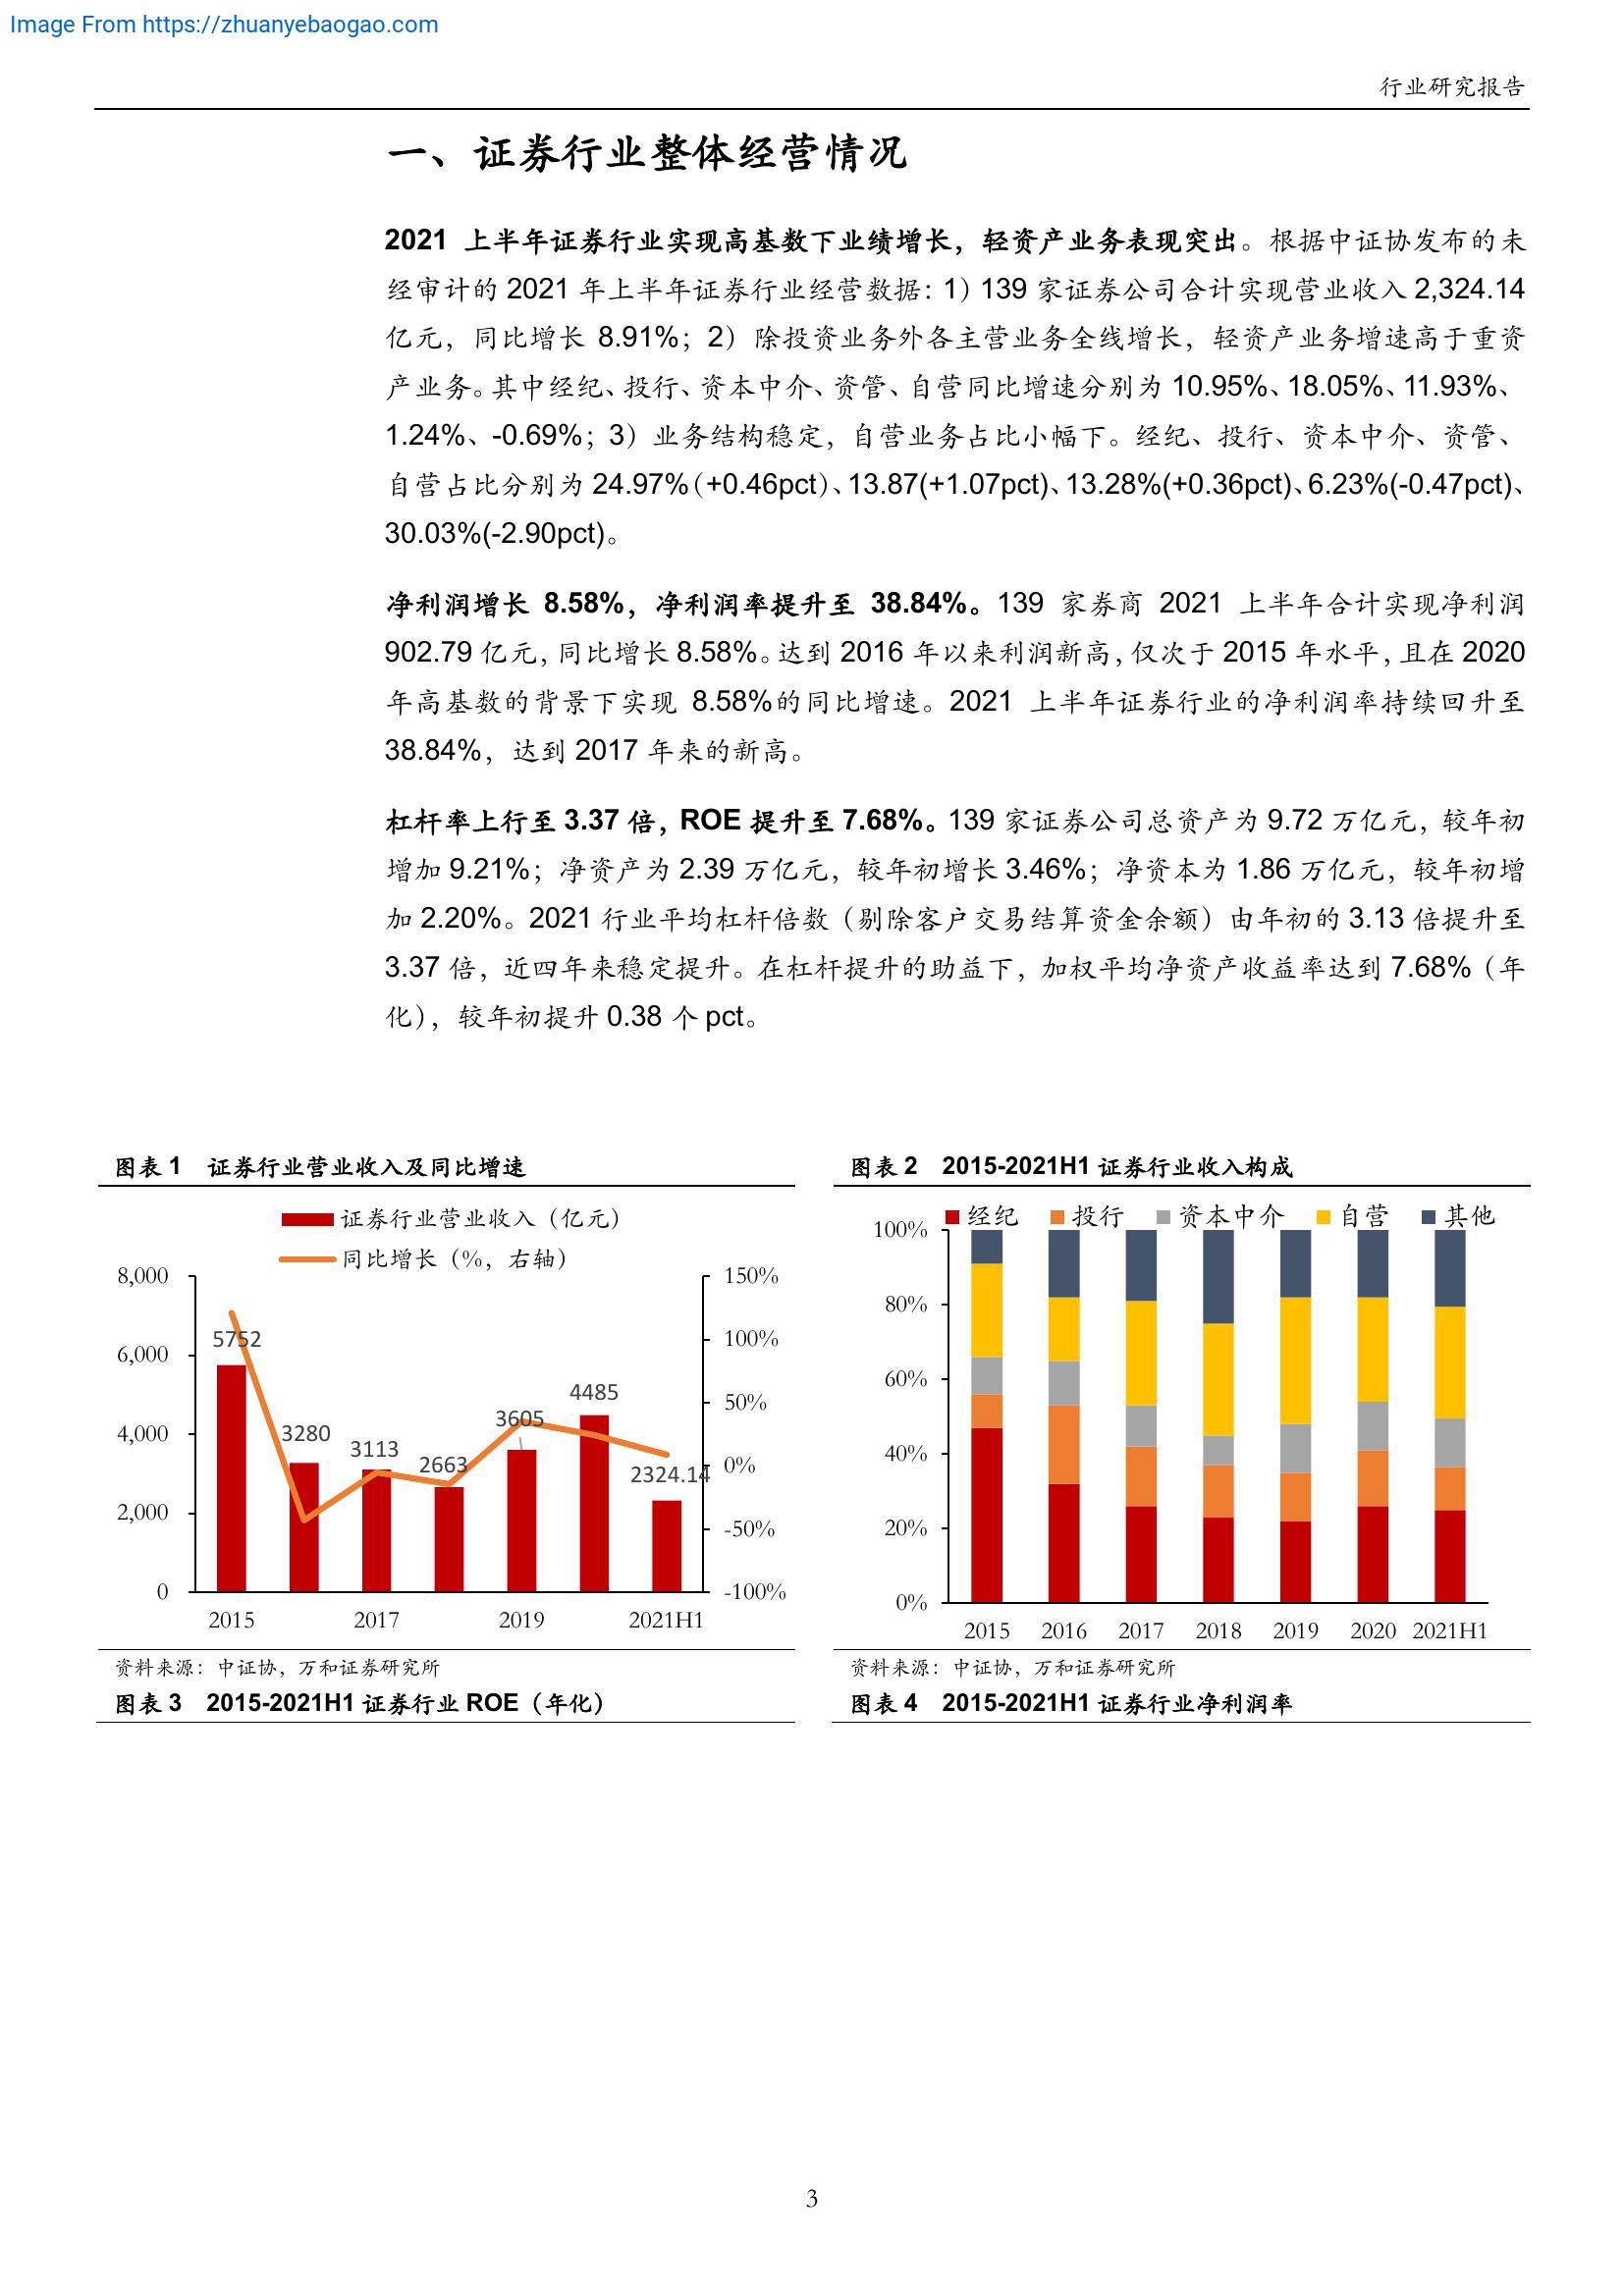 Image From https://zhuanyebaogao.com
行业研究报告
一、证券行业整体经营情况
2021 上半年证券行业实现高基数下业绩增长，轻资产业务表现突出。根据中证协发布的未
经审计的 2021 年上半年证券行业经营数据：1）139 家证券公司合计实现营业收入 2,324.14
亿元，同比增长 8.91%；2）除投资业务外各主营业务全线增长，轻资产业务增速高于重资
产业务。其中经纪、投行、资本中介、资管、自营同比增速分别为 10.95%、18.05%、11.93%、
1.24%、-0.69%；3）业务结构稳定，自营业务占比小幅下。经纪、投行、资本中介、资管、
自营占比分别为 24.97%（+0.46pct）、13.87(+1.07pct)、13.28%(+0.36pct)、6.23%(-0.47pct)、
30.03%(-2.90pct)。
净利润增长 8.58%，净利润率提升至 38.84%。139 家券商 2021 上半年合计实现净利润
902.79 亿元，同比增长 8.58%。达到 2016 年以来利润新高，仅次于 2015 年水平，且在 2020
年高基数的背景下实现 8.58%的同比增速。2021 上半年证券行业的净利润率持续回升至
38.84%，达到 2017 年来的新高。
杠杆率上行至 3.37 倍，ROE 提升至 7.68%。139 家证券公司总资产为 9.72 万亿元，较年初
增加 9.21%；净资产为 2.39 万亿元，较年初增长 3.46%；净资本为 1.86 万亿元，较年初增
加 2.20%。2021 行业平均杠杆倍数（剔除客户交易结算资金余额）由年初的 3.13 倍提升至
3.37 倍，近四年来稳定提升。在杠杆提升的助益下，加权平均净资产收益率达到 7.68%（年
化），较年初提升 0.38 个 pct。
图表 1 证券行业营业收入及同比增速
证券行业营业收入（亿元）
同比增长（%，右轴）
8,000
6,000
4,000
2,000
0
150%
100%
50%
0%
-50%
-100%
5752
3280
3113
2663
3605
4485
2324.14
2015 2017 2019 2021H1
资料来源：中证协，万和证券研究所
图表 2 2015-2021H1 证券行业收入构成
经纪 投行 资本中介 自营 其他
100%
80%
60%
40%
20%
0%
2015 2016 2017 2018 2019 2020 2021H1
资料来源：中证协，万和证券研究所
图表 3 2015-2021H1 证券行业 ROE（年化）
图表 4 2015-2021H1 证券行业净利润率
3